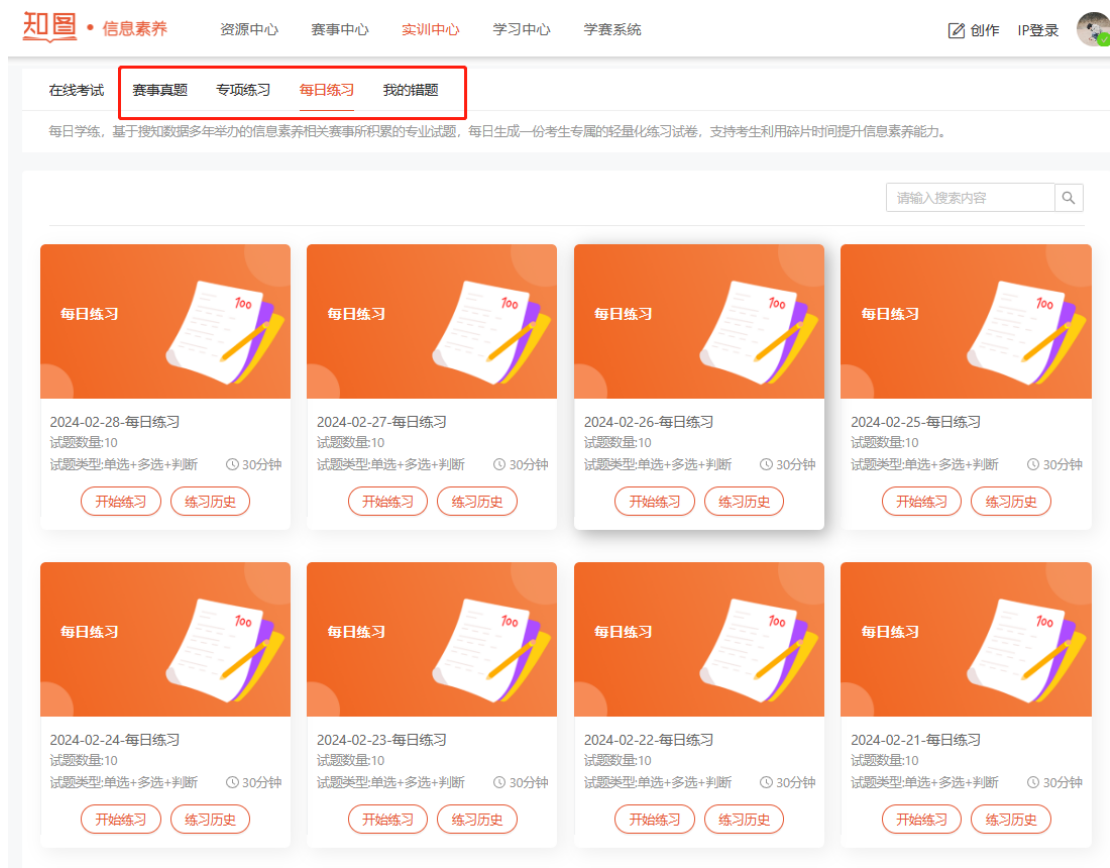 知图·信息素养 资源中心 赛事中心 实训中心 学习中心 学赛系统 创作 IP登录
在线考试 赛事真题 专项练习 每日练习 我的错题
每日学练，基于搜知数据多年举办的信息素养相关赛事所积累的专业试题，每日生成一份考生专属的轻量化练习试卷，支持考生利用碎片时间提升信息素养能力。
请输入搜索内容
每日练习 100 每日练习 100 每日练习 100 每日练习 100
2024-02-28-每日练习 2024-02-27-每日练习 2024-02-26-每日练习 2024-02-25-每日练习
试题数量:10 试题数量:10 试题数量:10 试题数量:10
试题类型:单选+多选+判断 30分钟 试题类型:单选+多选+判断 30分钟 试题类型:单选+多选+判断 30分钟 试题类型:单选+多选+判断 30分钟
开始练习 练习历史 开始练习 练习历史 开始练习 练习历史 开始练习 练习历史
每日练习 100 每日练习 100 每日练习 100 每日练习 100
2024-02-24-每日练习 2024-02-23-每日练习 2024-02-22-每日练习 2024-02-21-每日练习
试题数量:10 试题数量:10 试题数量:10 试题数量:10
试题类型:单选+多选+判断 30分钟 试题类型:单选+多选+判断 30分钟 试题类型:单选+多选+判断 30分钟 试题类型:单选+多选+判断 30分钟
开始练习 练习历史 开始练习 练习历史 开始练习 练习历史 开始练习 练习历史